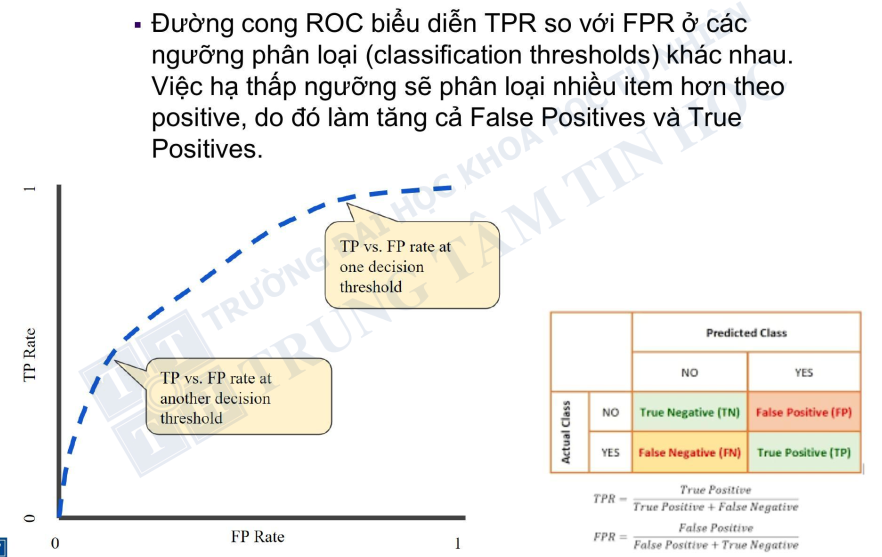 ▪ Đường cong ROC biểu diễn TPR so với FPR ở các
ngưỡng phân loại (classification thresholds) khác nhau.
Việc hạ thấp ngưỡng sẽ phân loại nhiều item hơn theo
positive, do đó làm tăng cả False Positives và True
Positives.
TRƯỜNG ĐẠI HỌC KHOA HỌC TỰ NHIÊN
TRUNG TÂM TIN HỌC
1
TP Rate
0
TP vs. FP rate at
one decision
threshold
TP vs. FP rate at
another decision
threshold
0
FP Rate
1
Predicted Class
NO YES
Actual Class
NO True Negative (TN) False Positive (FP)
YES False Negative (FN) True Positive (TP)
TPR = True Positive / True Positive + False Negative
FPR = False Positive / False Positive + True Negative